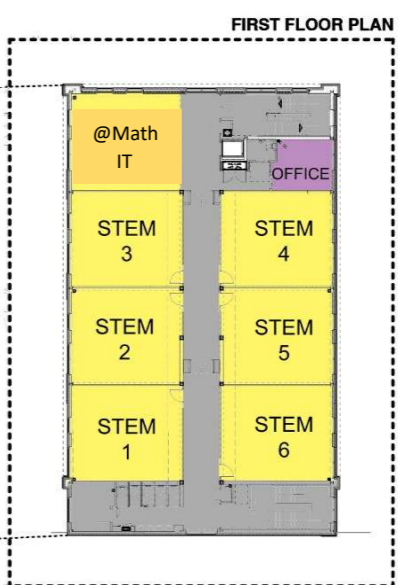 FIRST FLOOR PLAN
@Math
IT
OFFICE
STEM
3
STEM
4
STEM
2
STEM
5
STEM
1
STEM
6